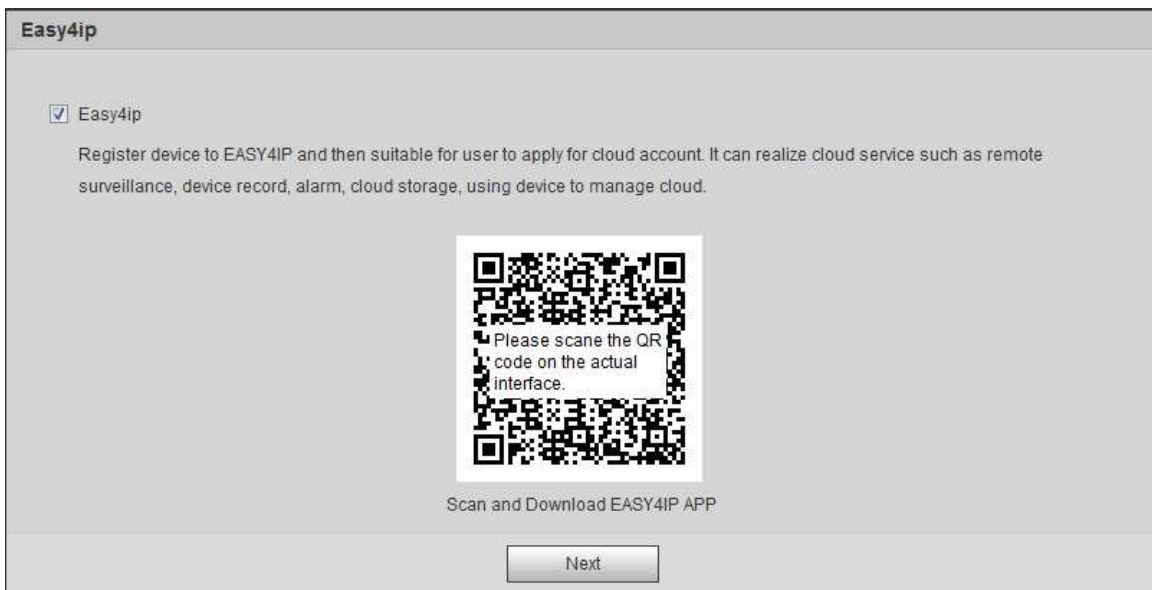 Easy4ip
Easy4ip
Register device to EASY4IP and then suitable for user to apply for cloud account. It can realize cloud service such as remote
surveillance, device record, alarm, cloud storage, using device to manage cloud.
Please scane the QR
code on the actual
interface.
Scan and Download EASY4IP APP
Next